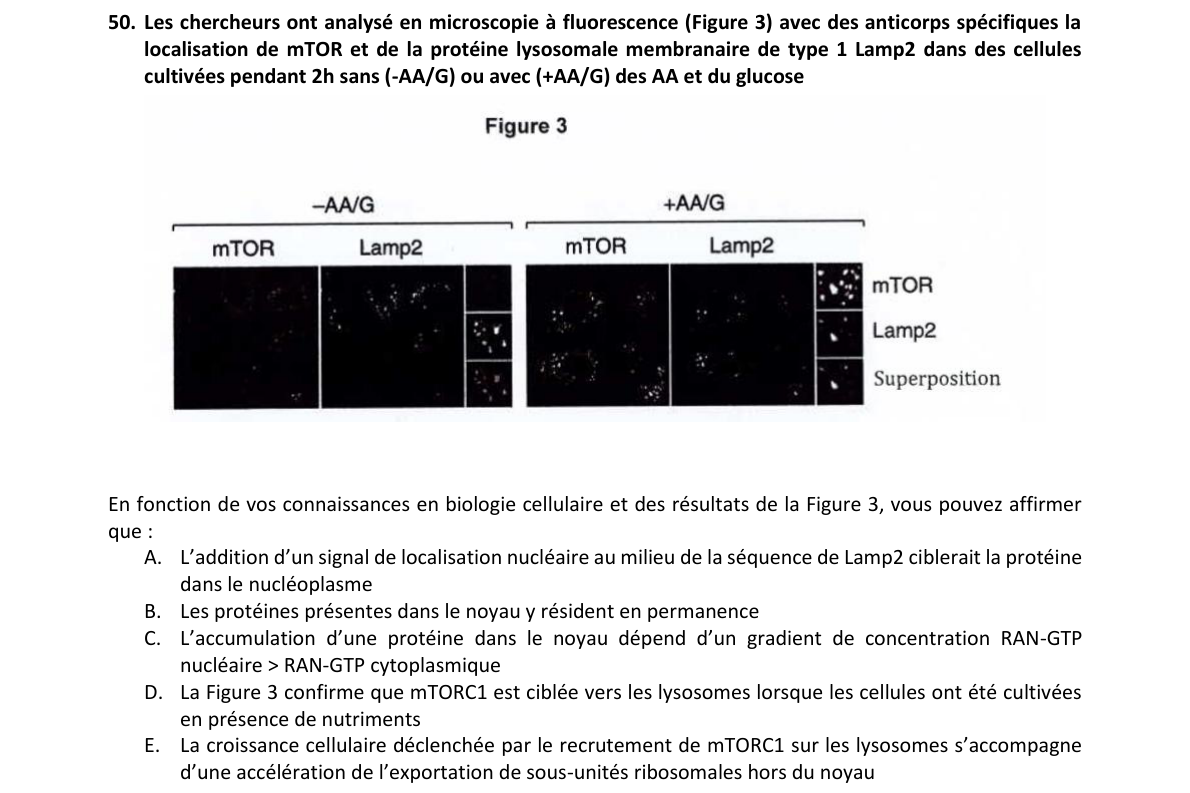 50. Les chercheurs ont analysé en microscopie à fluorescence (Figure 3) avec des anticorps spécifiques la
localisation de mTOR et de la protéine lysosomale membranaire de type 1 Lamp2 dans des cellules
cultivées pendant 2h sans (-AA/G) ou avec (+AA/G) des AA et du glucose
Figure 3
–AA/G +AA/G
mTOR Lamp2 mTOR Lamp2
mTOR
Lamp2
Superposition
En fonction de vos connaissances en biologie cellulaire et des résultats de la Figure 3, vous pouvez affirmer
que :
A. L’addition d’un signal de localisation nucléaire au milieu de la séquence de Lamp2 ciblerait la protéine
dans le nucléoplasme
B. Les protéines présentes dans le noyau y résident en permanence
C. L’accumulation d’une protéine dans le noyau dépend d’un gradient de concentration RAN-GTP
nucléaire > RAN-GTP cytoplasmique
D. La Figure 3 confirme que mTORC1 est ciblée vers les lysosomes lorsque les cellules ont été cultivées
en présence de nutriments
E. La croissance cellulaire déclenchée par le recrutement de mTORC1 sur les lysosomes s’accompagne
d’une accélération de l’exportation de sous-unités ribosomales hors du noyau